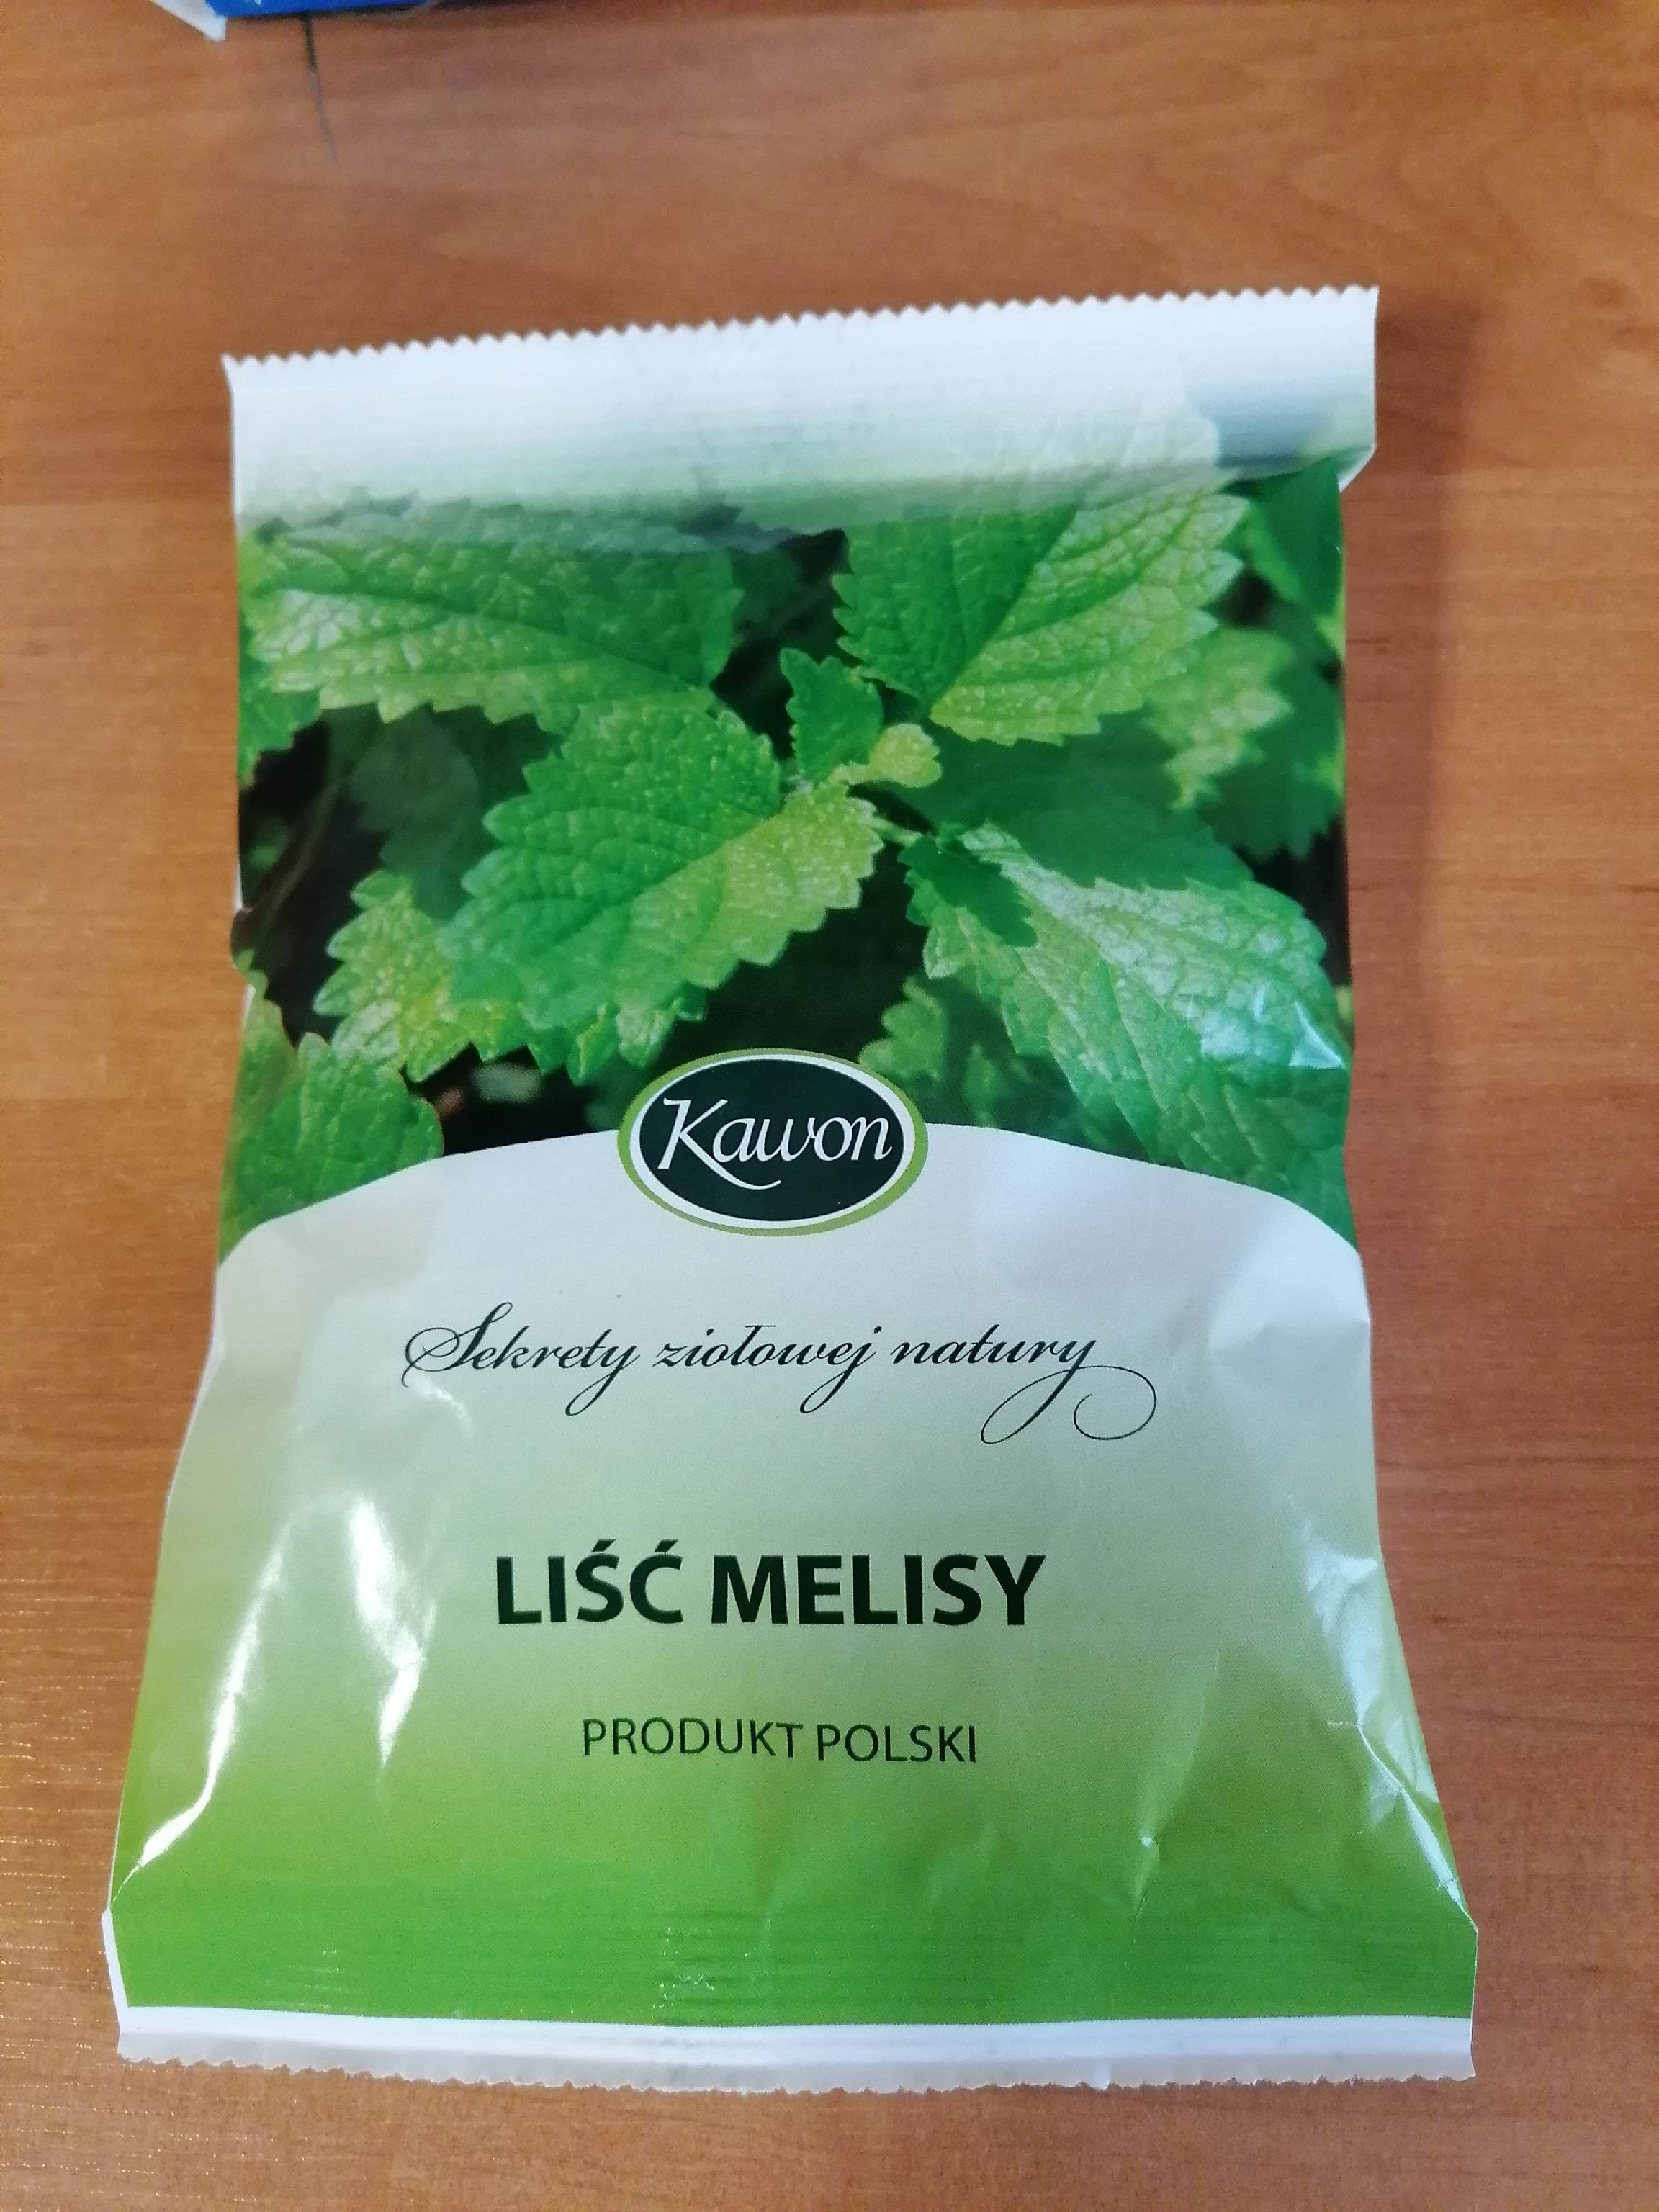 Kawon
Sekrety ziołowej natury
LIŚĆ MELISY
PRODUKT POLSKI